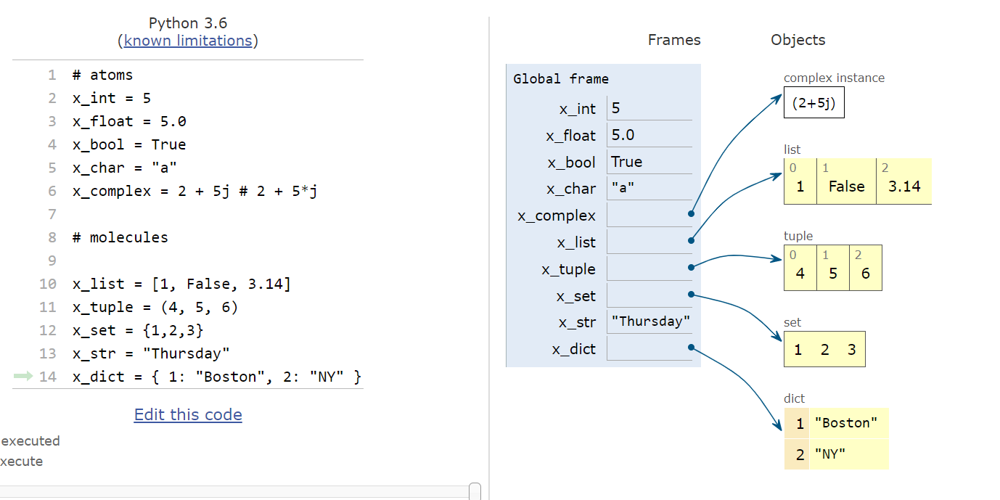 Python 3.6
(known limitations)
1 # atoms
2 x_int = 5
3 x_float = 5.0
4 x_bool = True
5 x_char = "a"
6 x_complex = 2 + 5j # 2 + 5*j
7
8 # molecules
9
10 x_list = [1, False, 3.14]
11 x_tuple = (4, 5, 6)
12 x_set = {1,2,3}
13 x_str = "Thursday"
14 x_dict = { 1: "Boston", 2: "NY" }
Edit this code
executed
xecute
Frames
Global frame
x_int 5
x_float 5.0
x_bool True
x_char "a"
x_complex
x_list
x_tuple
x_set
x_str "Thursday"
x_dict
Objects
complex instance
(2+5j)
list
0 1 2
1 False 3.14
tuple
0 1 2
4 5 6
set
1 2 3
dict
1 "Boston"
2 "NY"